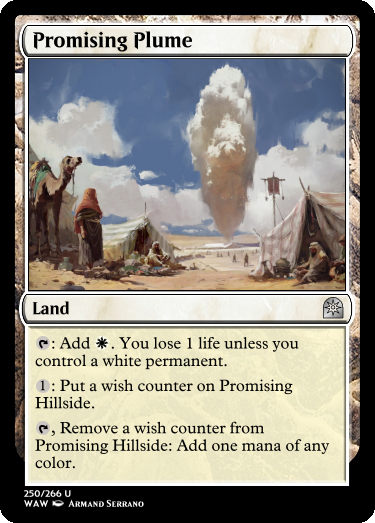 Promising Plume
Land
: Add . You lose 1 life unless you
control a white permanent.
1: Put a wish counter on Promising
Hillside.
, Remove a wish counter from
Promising Hillside: Add one mana of any
color.
250/266 U
WAW Armand Serrano